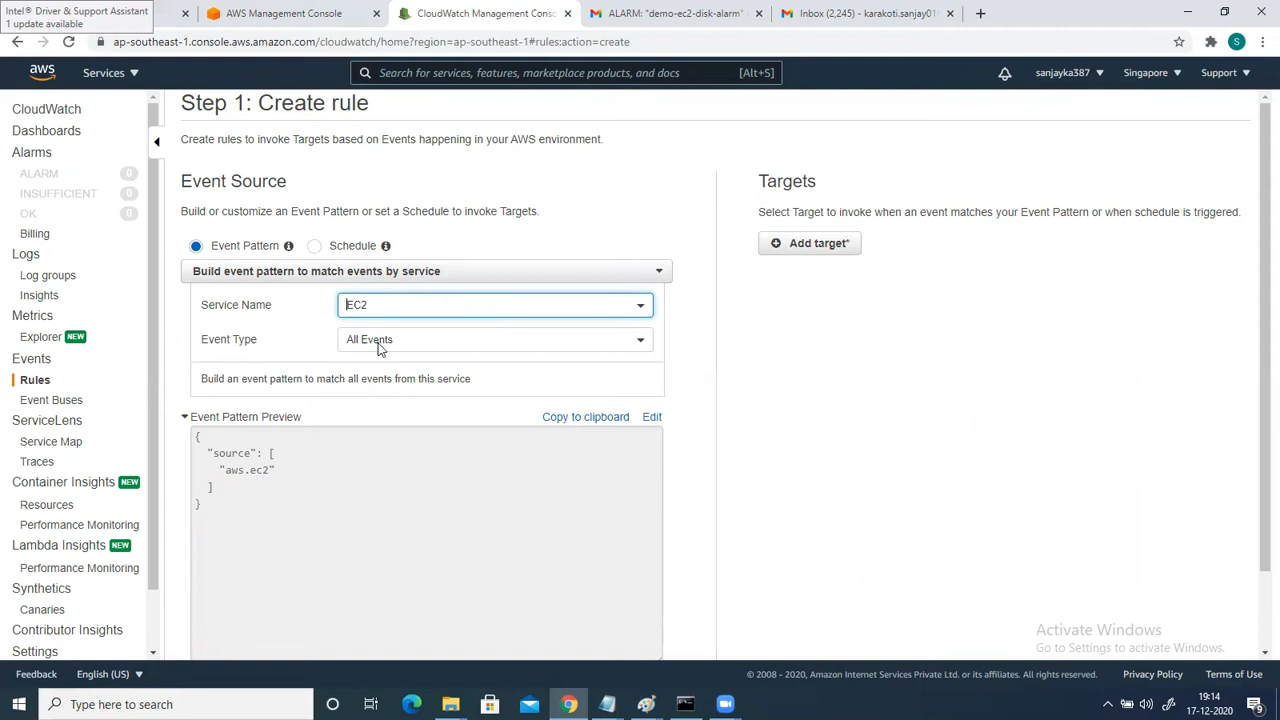 Intel® Driver & Support Assistant
1 update available
AWS Management Console
CloudWatch Management Conso
ALARM: "demo-ec2-disk-alarm"
Inbox (2,245) - karakoti.sanjay01
ap-southeast-1.console.aws.amazon.com/cloudwatch/home?region=ap-southeast-1#rules:action=create
S
aws
Services
Search for services, features, marketplace products, and docs
[Alt+S]
sanjayka387
Singapore
Support
CloudWatch
Dashboards
Alarms
ALARM 0
INSUFFICIENT 0
OK 0
Billing
Logs
Log groups
Insights
Metrics
Explorer NEW
Events
Rules
Event Buses
ServiceLens
Service Map
Traces
Container Insights NEW
Resources
Performance Monitoring
Lambda Insights NEW
Performance Monitoring
Synthetics
Canaries
Contributor Insights
Settings
Step 1: Create rule
Create rules to invoke Targets based on Events happening in your AWS environment.
Event Source
Build or customize an Event Pattern or set a Schedule to invoke Targets.
Event Pattern
Schedule
Build event pattern to match events by service
Service Name
EC2
Event Type
All Events
Build an event pattern to match all events from this service
Event Pattern Preview
Copy to clipboard
Edit
{
"source": [
"aws.ec2"
]
}
Targets
Select Target to invoke when an event matches your Event Pattern or when schedule is triggered.
Add target*
Activate Windows
Go to Settings to activate Windows.
Feedback
English (US)
© 2008 - 2020, Amazon Internet Services Private Ltd. or its affiliates. All rights reserved.
Privacy Policy
Terms of Use
Type here to search
19:14
17-12-2020
9